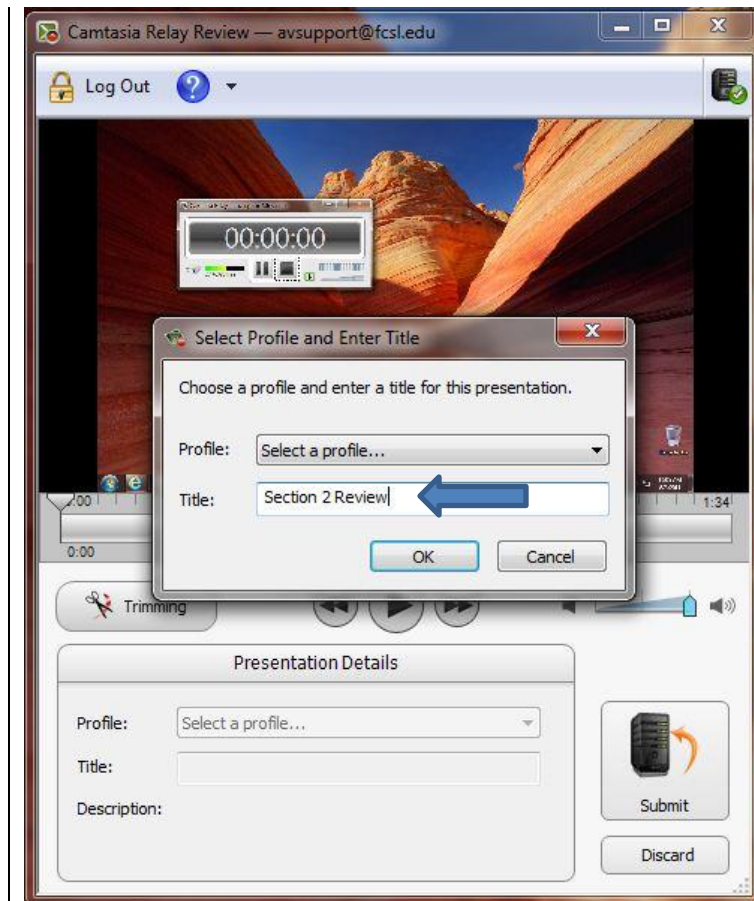 Camtasia Relay Review — avsupport@fcsl.edu
Log Out
00:00:00
Select Profile and Enter Title
Choose a profile and enter a title for this presentation.
Profile: Select a profile...
Title: Section 2 Review
OK Cancel
:00 1:34
0:00
Trimming
Presentation Details
Profile: Select a profile...
Title:
Description:
Submit
Discard